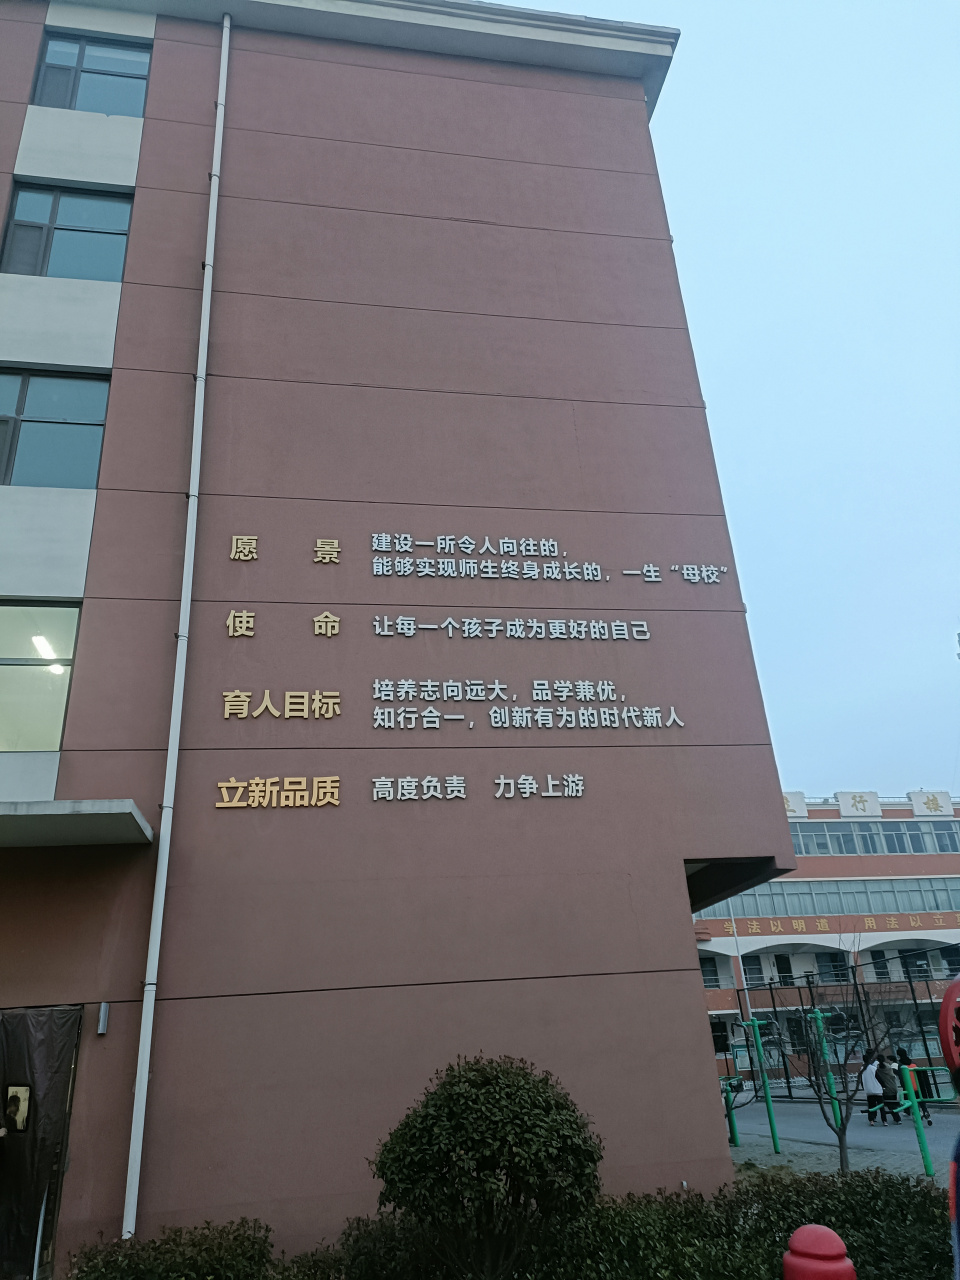 愿景 建设一所令人向往的，
能够实现师生终身成长的，一生“母校”
使命 让每一个孩子成为更好的自己
育人目标 培养志向远大，品学兼优，
知行合一，创新有为的时代新人
立新品质 高度负责 力争上游
行楼
学法以明道 用法以立